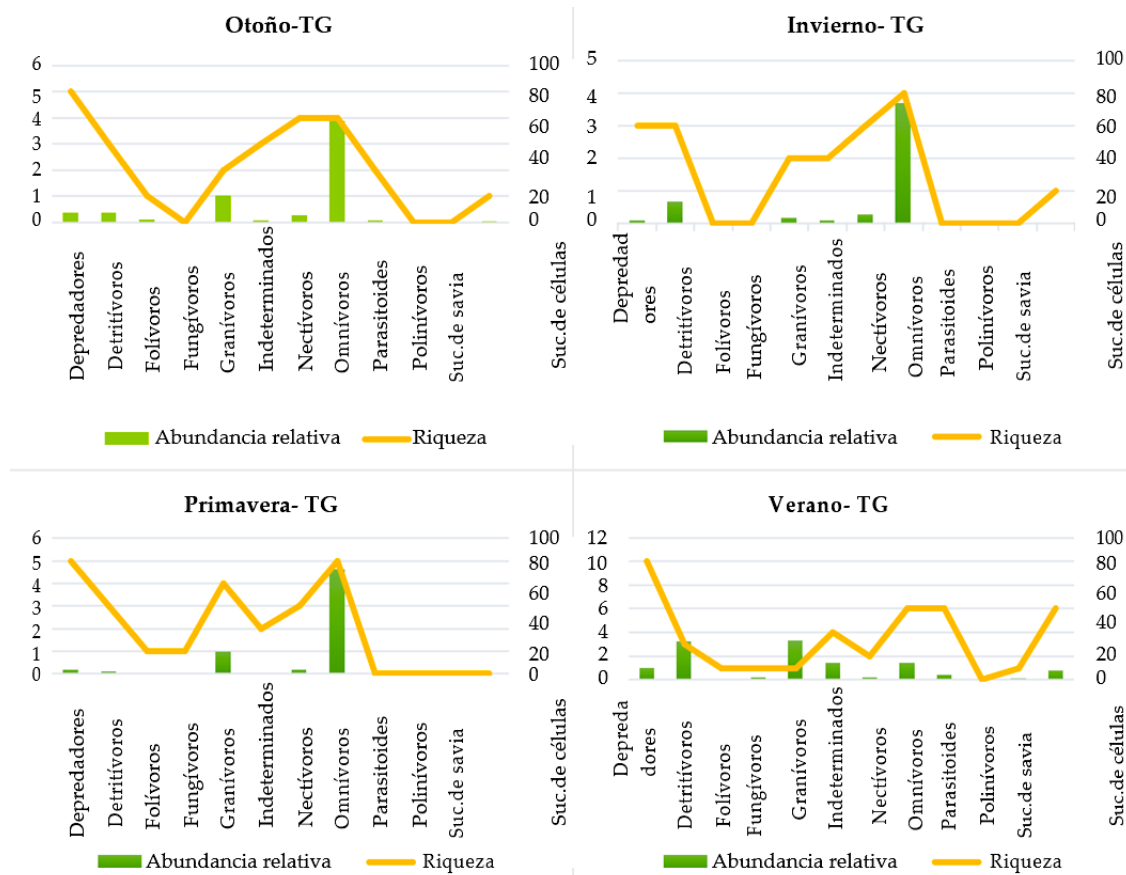 Otoño-TG
6
5
4
3
2
1
0
100
80
60
40
20
0
Depredadores
Detritívoros
Folívoros
Fungívoros
Granívoros
Indeterminados
Nectívoros
Omnívoros
Parasitoides
Polinívoros
Suc.de savia
Suc.de células
Abundancia relativa
Riqueza
Invierno- TG
5
4
3
2
1
0
100
80
60
40
20
0
Depredad
ores
Detritívoros
Folívoros
Fungívoros
Granívoros
Indeterminados
Nectívoros
Omnívoros
Parasitoides
Polinívoros
Suc.de savia
Suc.de células
Abundancia relativa
Riqueza
Primavera- TG
6
5
4
3
2
1
0
100
80
60
40
20
0
Depredadores
Detritívoros
Folívoros
Fungívoros
Granívoros
Indeterminados
Nectívoros
Omnívoros
Parasitoides
Polinívoros
Suc.de savia
Suc.de células
Abundancia relativa
Riqueza
Verano- TG
12
10
8
6
4
2
0
100
80
60
40
20
0
Depreda
dores
Detritívoros
Folívoros
Fungívoros
Granívoros
Indeterminados
Nectívoros
Omnívoros
Parasitoides
Polinívoros
Suc.de savia
Suc.de células
Abundancia relativa
Riqueza